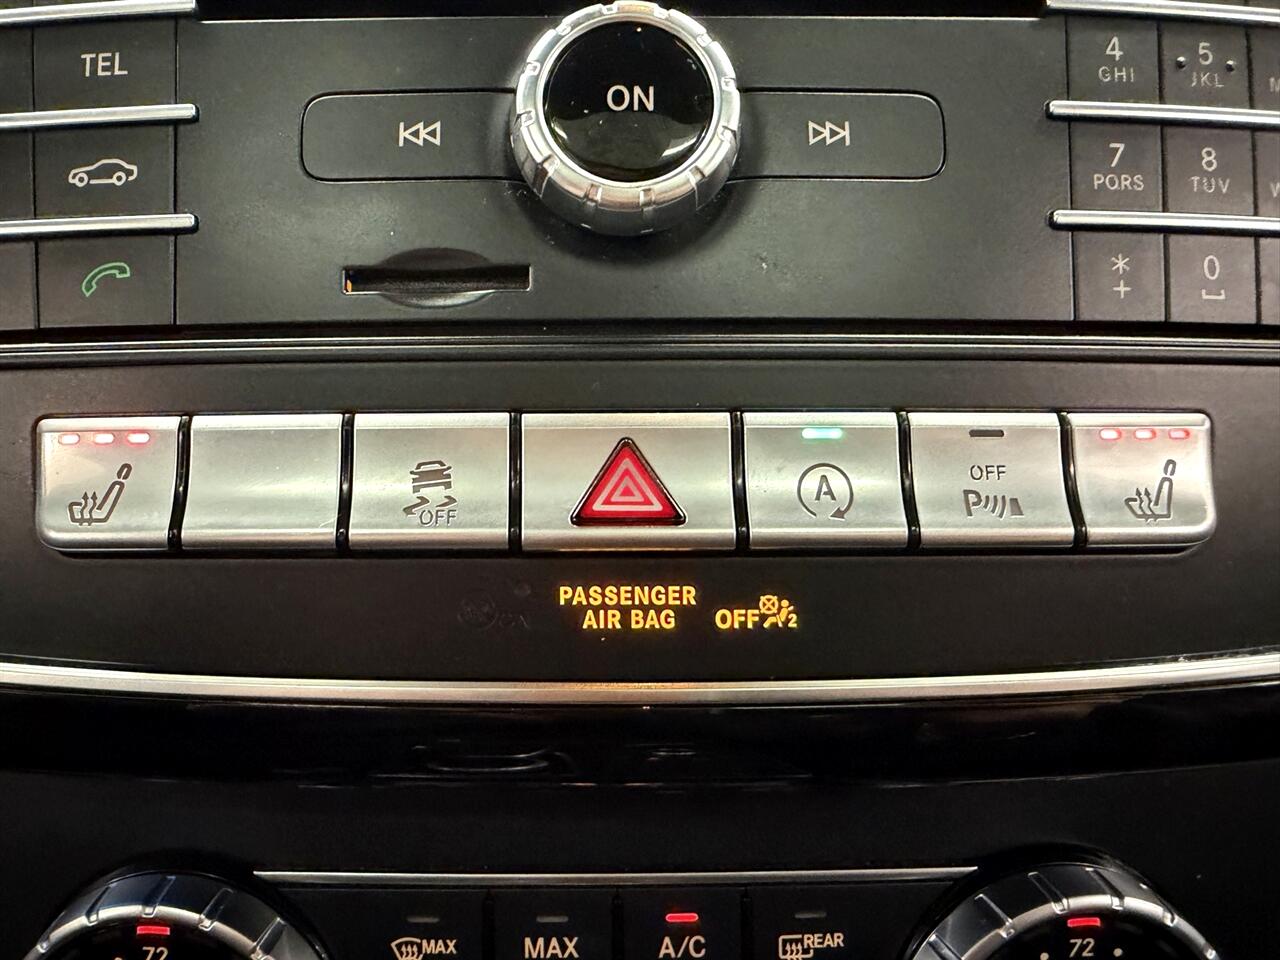 TEL
ON
4
GHI
5
JKL
7
PQRS
8
TUV
*
+
0
OFF
A
OFF
P
PASSENGER
AIR BAG
OFF
2
72
MAX
MAX
A/C
REAR
72